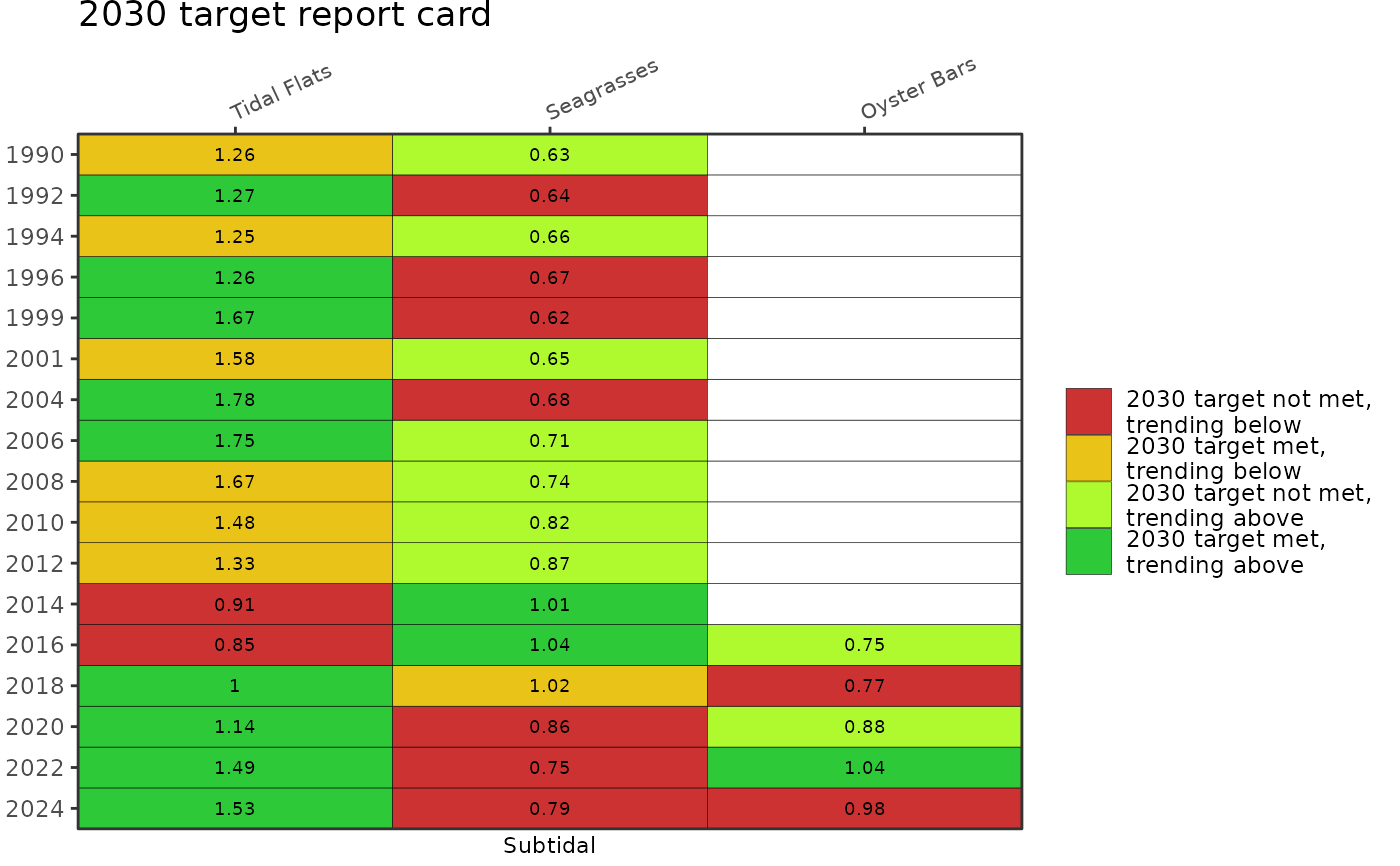 2030 target report card
Tidal Flats Seagrasses Oyster Bars
1990 1.26 0.63
1992 1.27 0.64
1994 1.25 0.66
1996 1.26 0.67
1999 1.67 0.62
2001 1.58 0.65
2004 1.78 0.68
2006 1.75 0.71
2008 1.67 0.74
2010 1.48 0.82
2012 1.33 0.87
2014 0.91 1.01
2016 0.85 1.04 0.75
2018 1 1.02 0.77
2020 1.14 0.86 0.88
2022 1.49 0.75 1.04
2024 1.53 0.79 0.98
Subtidal
2030 target not met,
trending below
2030 target met,
trending below
2030 target not met,
trending above
2030 target met,
trending above